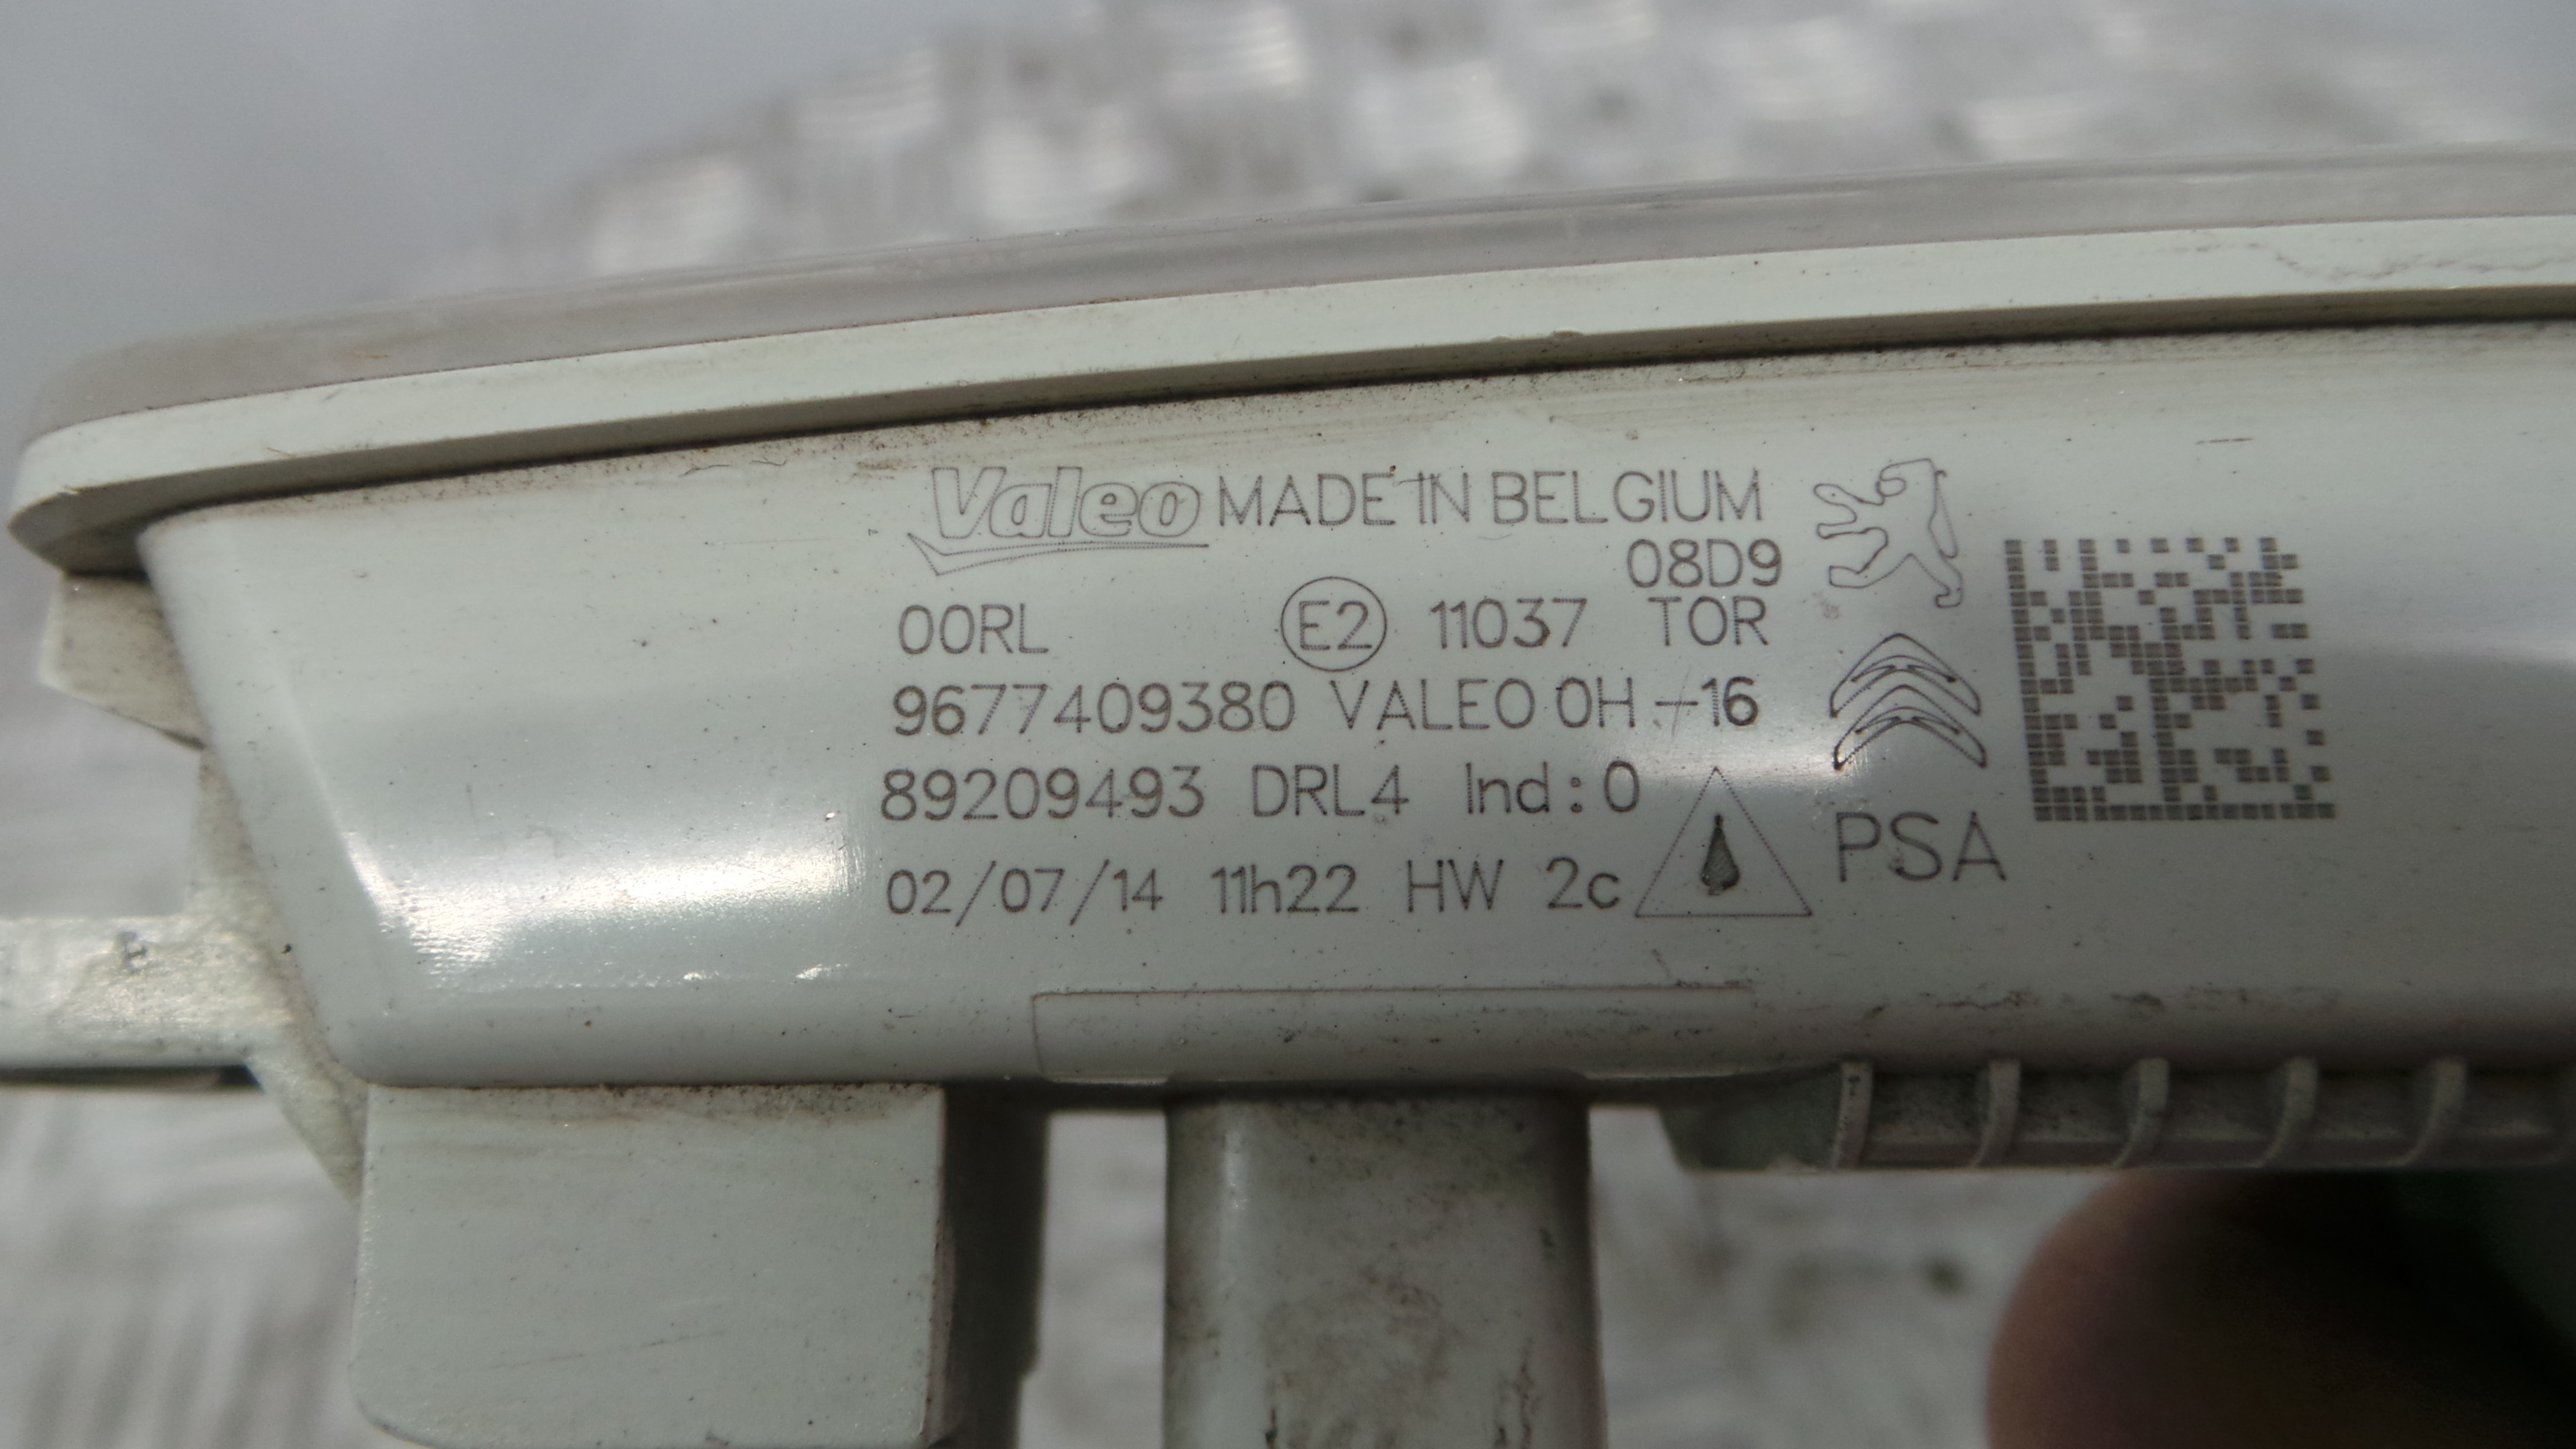 Valeo MADE IN BELGIUM
08D9
00RL E2 11037 TOR
9677409380 VALEO 0H -16
89209493 DRL4 Ind:0
02/07/14 11h22 HW 2c
PSA